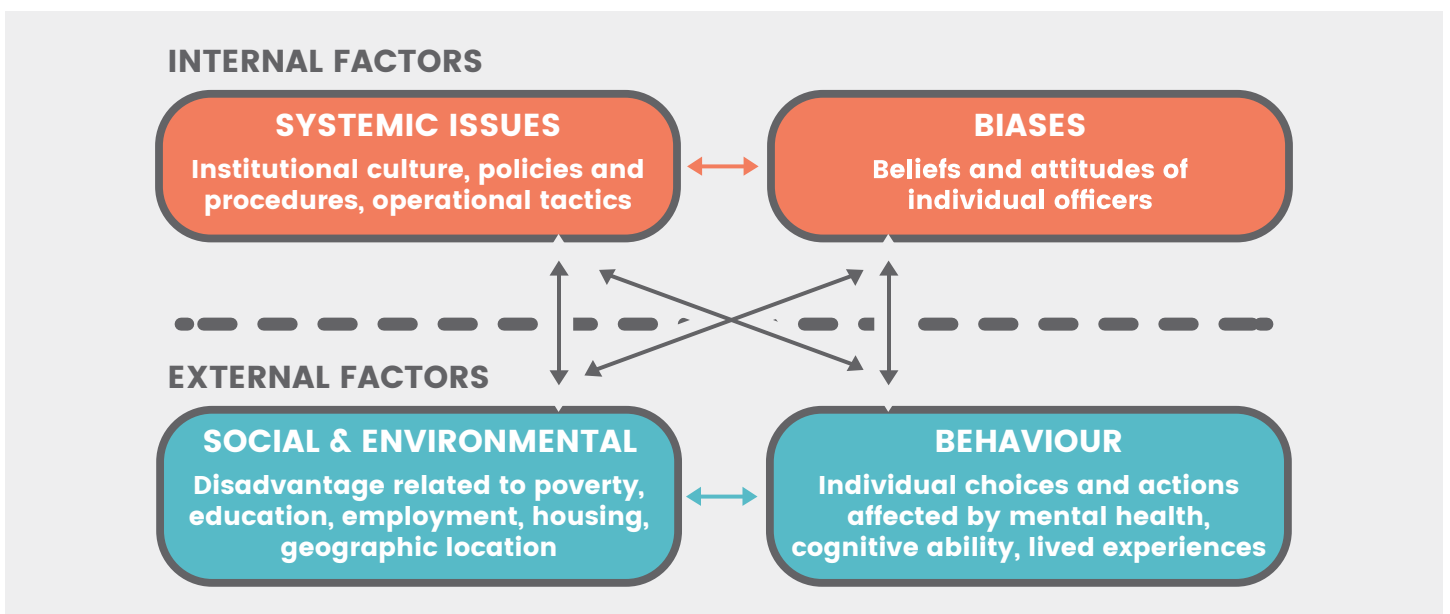 INTERNAL FACTORS
SYSTEMIC ISSUES
Institutional culture, policies and
procedures, operational tactics
BIASES
Beliefs and attitudes of
individual officers
EXTERNAL FACTORS
SOCIAL & ENVIRONMENTAL
Disadvantage related to poverty,
education, employment, housing,
geographic location
BEHAVIOUR
Individual choices and actions
affected by mental health,
cognitive ability, lived experiences